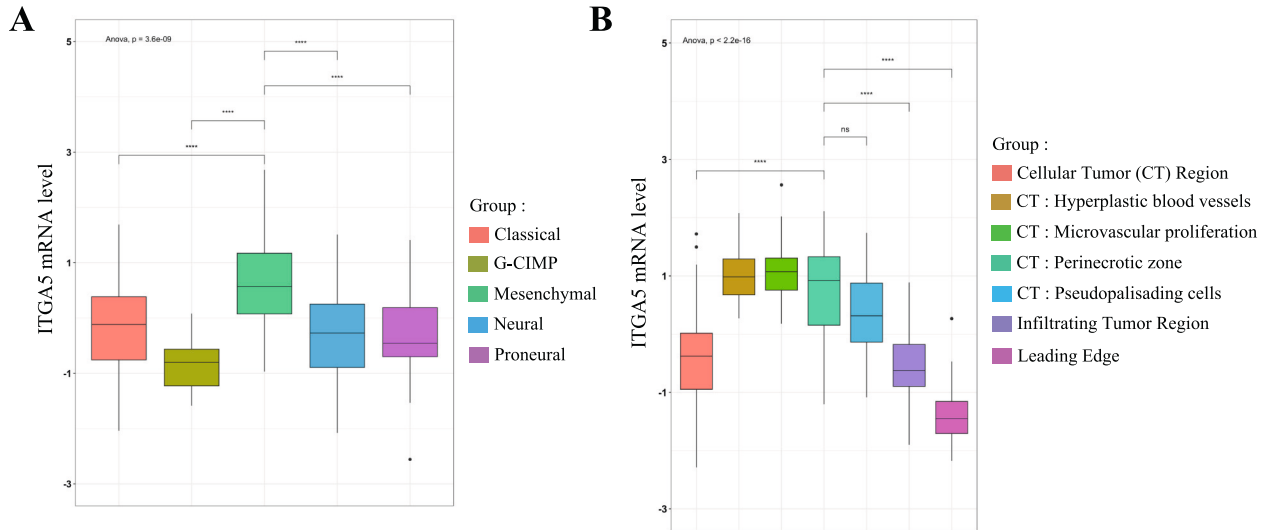 A
Anova, p = 3.6e-09
****
****
****
****
5
3
1
-1
-3
ITGA5 mRNA level
Group :
Classical
G-CIMP
Mesenchymal
Neural
Proneural
B
Anova, p < 2.2e-16
****
****
ns
****
5
3
1
-1
-3
ITGA5 mRNA level
Group :
Cellular Tumor (CT) Region
CT : Hyperplastic blood vessels
CT : Microvascular proliferation
CT : Perinecrotic zone
CT : Pseudopalisading cells
Infiltrating Tumor Region
Leading Edge